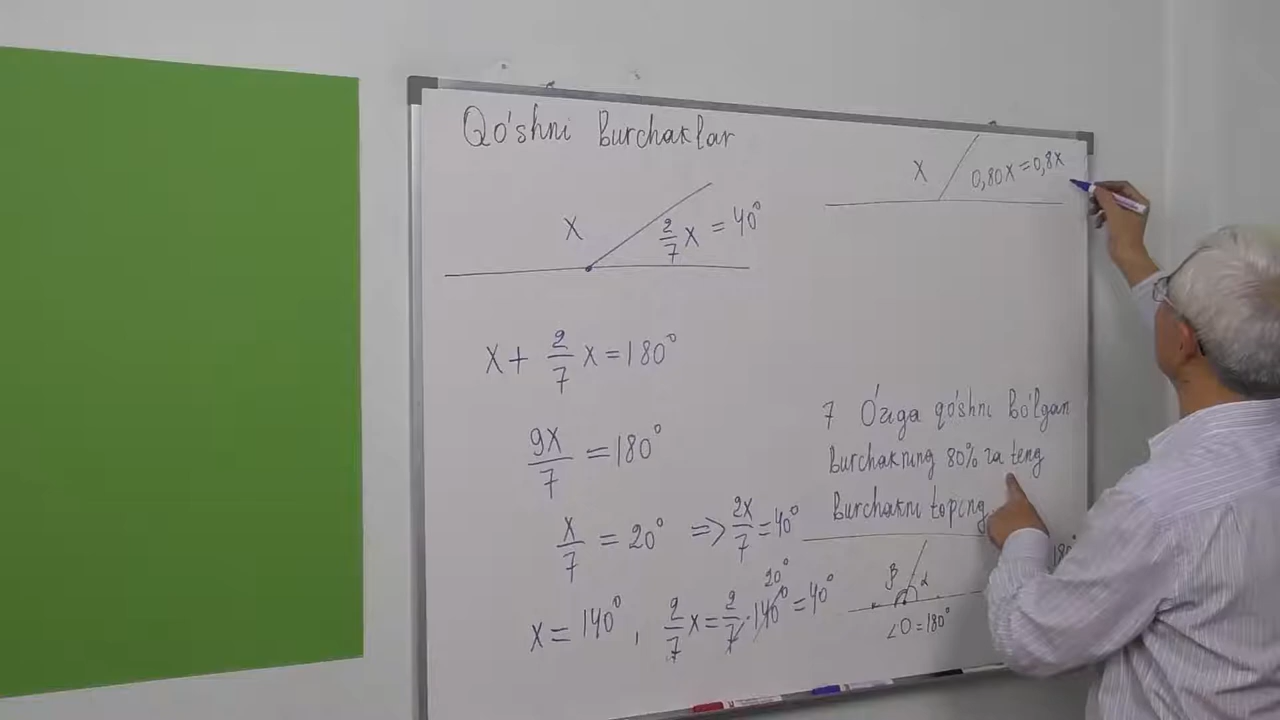 Qo'shni Burchaklar
X 2/7 X = 40°
X + 2/7 X = 180°
9X/7 = 180°
X/7 = 20° => 2X/7 = 40°
X = 140° , 2/7 X = 2/7 · 140° = 40°
20°
X 0,80X = 0,8X
7 O'ziga qo'shni bo'lgan
burchakning 80% za teng
burchakni toping
β α
∠O = 180°
180°